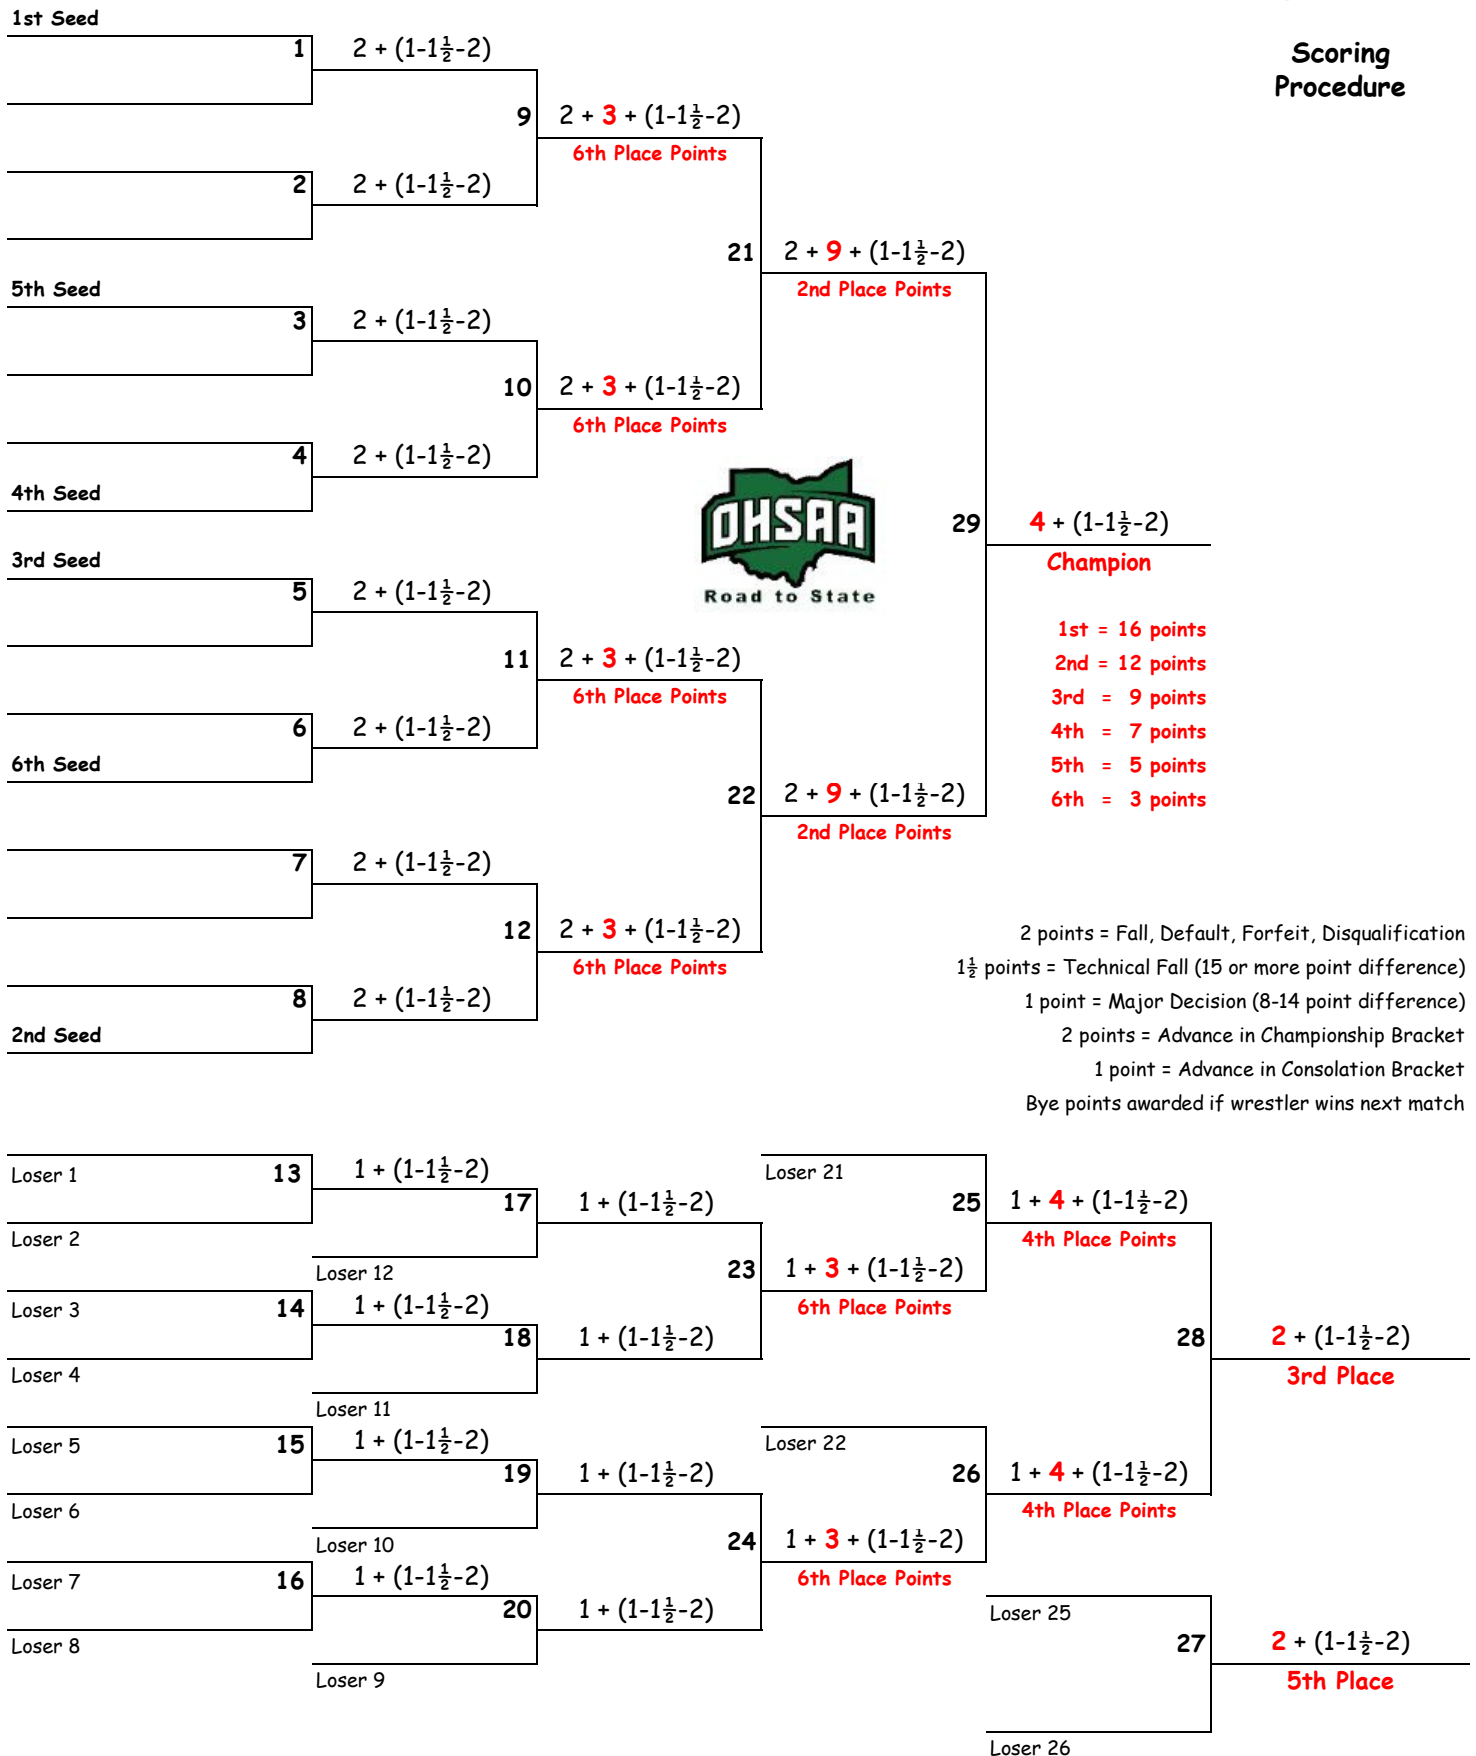 1st Seed
1 2 + (1-1½-2)
Scoring
Procedure
9 2 + 3 + (1-1½-2)
6th Place Points
2 2 + (1-1½-2)
21 2 + 9 + (1-1½-2)
2nd Place Points
5th Seed
3 2 + (1-1½-2)
10 2 + 3 + (1-1½-2)
6th Place Points
4 2 + (1-1½-2)
4th Seed
OHSAA
Road to State
29 4 + (1-1½-2)
Champion
3rd Seed
5 2 + (1-1½-2)
1st = 16 points
2nd = 12 points
3rd = 9 points
4th = 7 points
5th = 5 points
6th = 3 points
11 2 + 3 + (1-1½-2)
6th Place Points
6 2 + (1-1½-2)
6th Seed
22 2 + 9 + (1-1½-2)
2nd Place Points
7 2 + (1-1½-2)
12 2 + 3 + (1-1½-2)
6th Place Points
8 2 + (1-1½-2)
2nd Seed
2 points = Fall, Default, Forfeit, Disqualification
1½ points = Technical Fall (15 or more point difference)
1 point = Major Decision (8-14 point difference)
2 points = Advance in Championship Bracket
1 point = Advance in Consolation Bracket
Bye points awarded if wrestler wins next match
Loser 1 13 1 + (1-1½-2)
Loser 2
17 1 + (1-1½-2)
Loser 12
Loser 21
25 1 + 4 + (1-1½-2)
4th Place Points
23 1 + 3 + (1-1½-2)
6th Place Points
Loser 3 14 1 + (1-1½-2)
Loser 4
18 1 + (1-1½-2)
Loser 11
28 2 + (1-1½-2)
3rd Place
Loser 5 15 1 + (1-1½-2)
Loser 6
19 1 + (1-1½-2)
Loser 10
Loser 22
26 1 + 4 + (1-1½-2)
4th Place Points
24 1 + 3 + (1-1½-2)
6th Place Points
Loser 7 16 1 + (1-1½-2)
Loser 8
20 1 + (1-1½-2)
Loser 9
Loser 25
27 2 + (1-1½-2)
5th Place
Loser 26